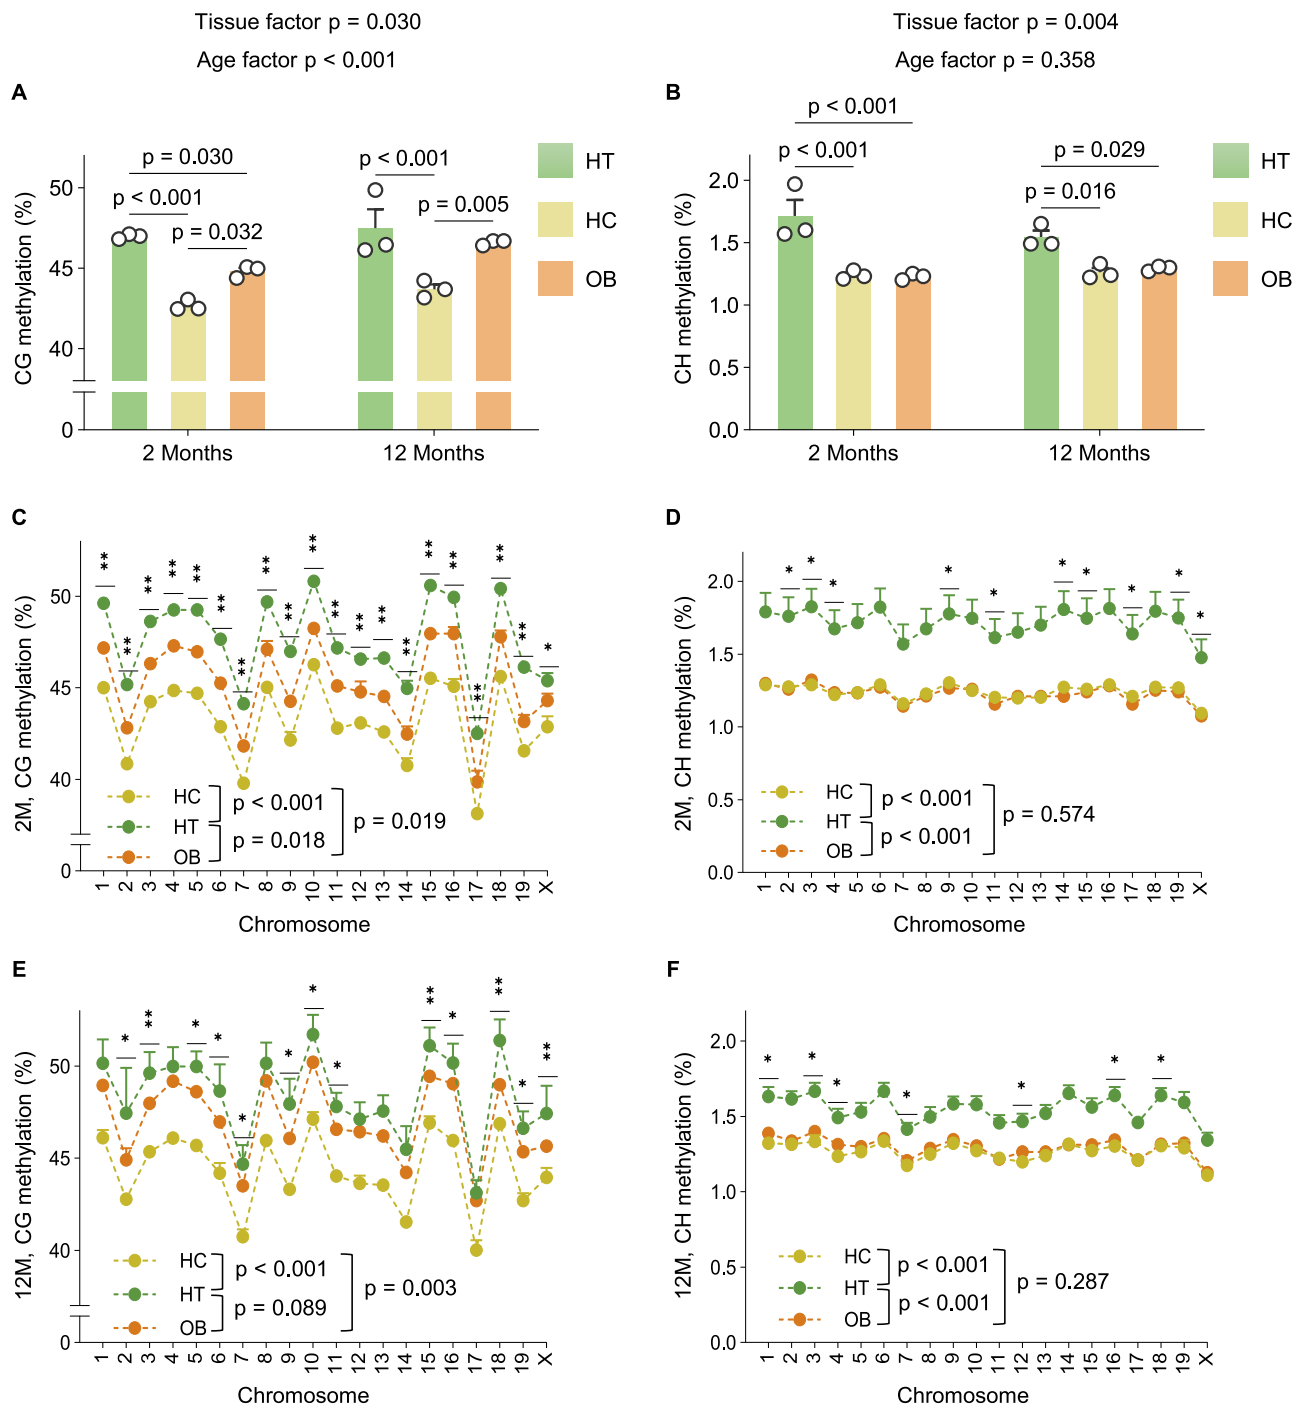 Tissue factor p = 0.030
Age factor p < 0.001
Tissue factor p = 0.004
Age factor p = 0.358
A
CG methylation (%)
50
45
40
0
p = 0.030
p < 0.001
p = 0.032
p < 0.001
p = 0.005
2 Months
12 Months
HT
HC
OB
B
CH methylation (%)
2.0
1.5
1.0
0.5
0.0
p < 0.001
p < 0.001
p = 0.029
p = 0.016
2 Months
12 Months
HT
HC
OB
C
2M, CG methylation (%)
50
45
40
0
** ** ** ** ** ** ** ** ** ** ** ** ** ** ** ** ** ** ** *
HC
HT
OB
p < 0.001
p = 0.018
p = 0.019
1 2 3 4 5 6 7 8 9 10 11 12 13 14 15 16 17 18 19 X
Chromosome
D
2M, CH methylation (%)
2.0
1.5
1.0
0.5
0.0
* * * * * * * * * *
HC
HT
OB
p < 0.001
p < 0.001
p = 0.574
1 2 3 4 5 6 7 8 9 10 11 12 13 14 15 16 17 18 19 X
Chromosome
E
12M, CG methylation (%)
50
45
40
0
* ** * * * * * * ** * ** * **
HC
HT
OB
p < 0.001
p = 0.089
p = 0.003
1 2 3 4 5 6 7 8 9 10 11 12 13 14 15 16 17 18 19 X
Chromosome
F
12M, CH methylation (%)
2.0
1.5
1.0
0.5
0.0
* * * * * * *
HC
HT
OB
p < 0.001
p < 0.001
p = 0.287
1 2 3 4 5 6 7 8 9 10 11 12 13 14 15 16 17 18 19 X
Chromosome